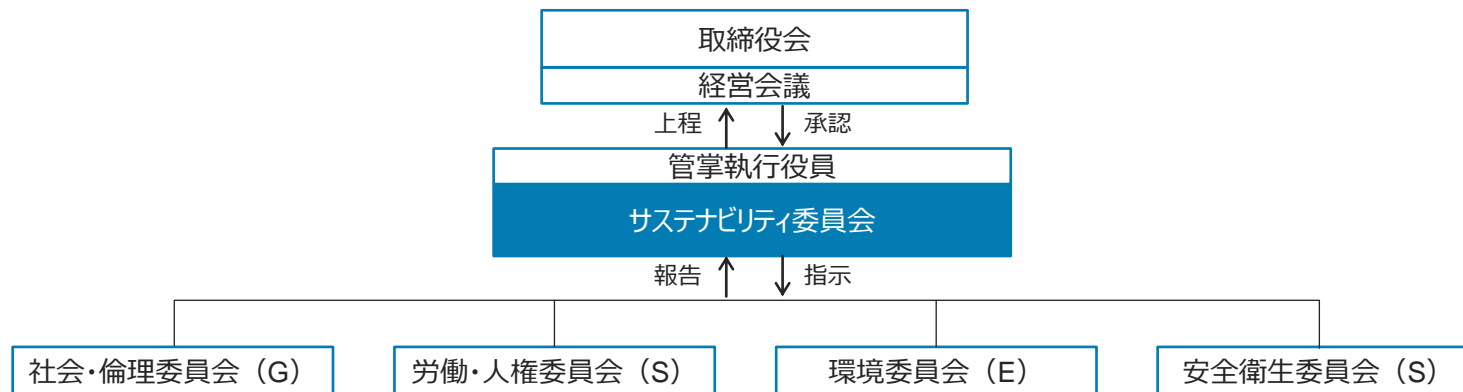 取締役会
経営会議
上程 承認
管掌執行役員
サステナビリティ委員会
報告 指示
社会・倫理委員会（G） 労働・人権委員会（S） 環境委員会（E） 安全衛生委員会（S）